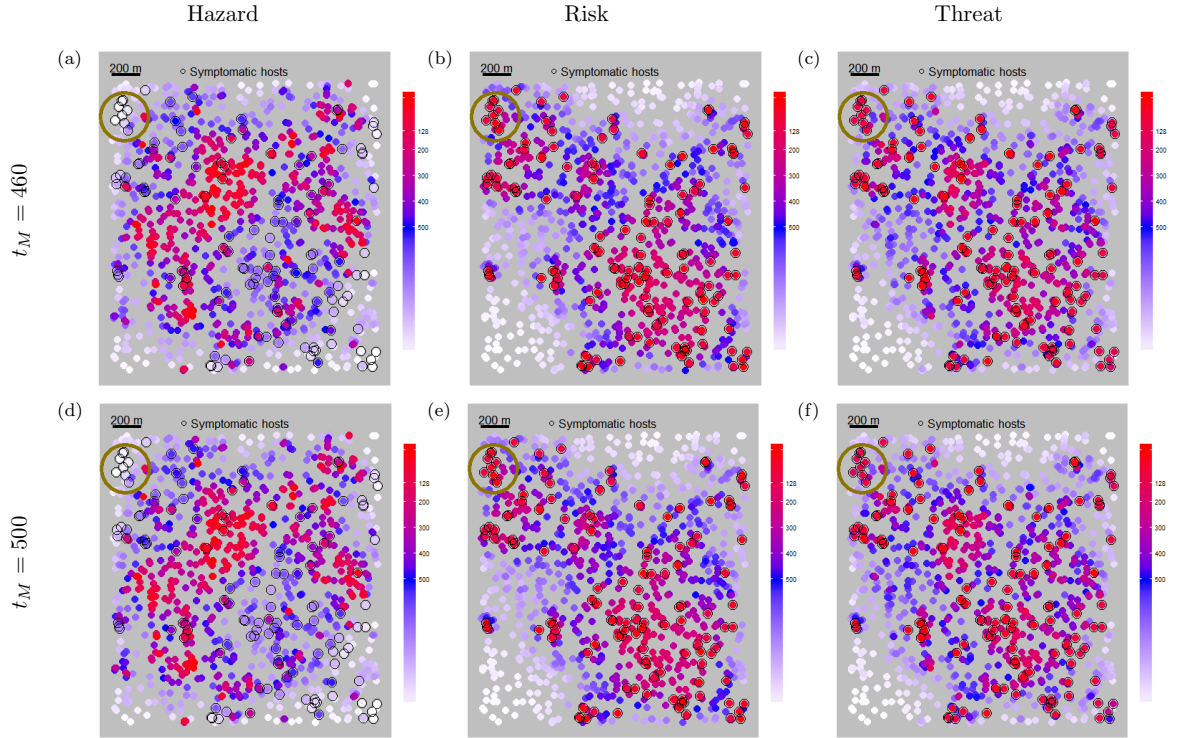 Hazard Risk Threat
(a) (b) (c)
200 m Symptomatic hosts 200 m Symptomatic hosts 200 m Symptomatic hosts
128 128 128
200 200 200
300 300 300
400 400 400
500 500 500
t_M = 460
(d) (e) (f)
200 m Symptomatic hosts 200 m Symptomatic hosts 200 m Symptomatic hosts
128 128 128
200 200 200
300 300 300
400 400 400
500 500 500
t_M = 500